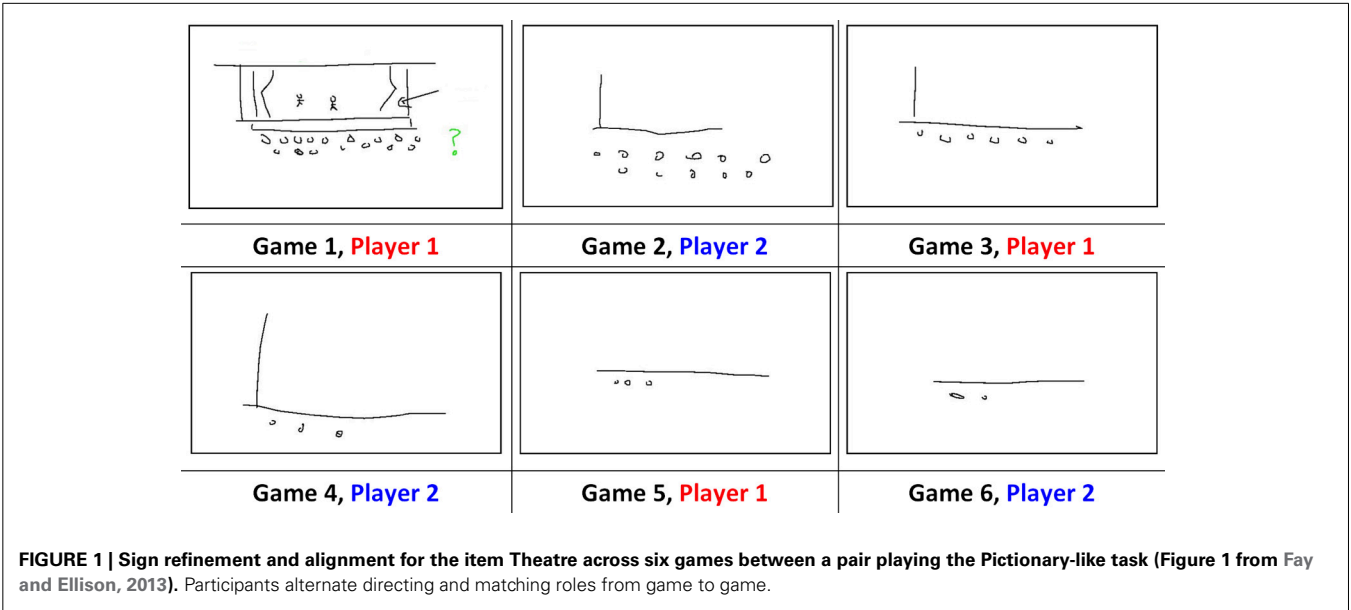 ?
Game 1, Player 1
Game 2, Player 2
Game 3, Player 1
Game 4, Player 2
Game 5, Player 1
Game 6, Player 2
FIGURE 1 | Sign refinement and alignment for the item Theatre across six games between a pair playing the Pictionary-like task (Figure 1 from Fay
and Ellison, 2013). Participants alternate directing and matching roles from game to game.